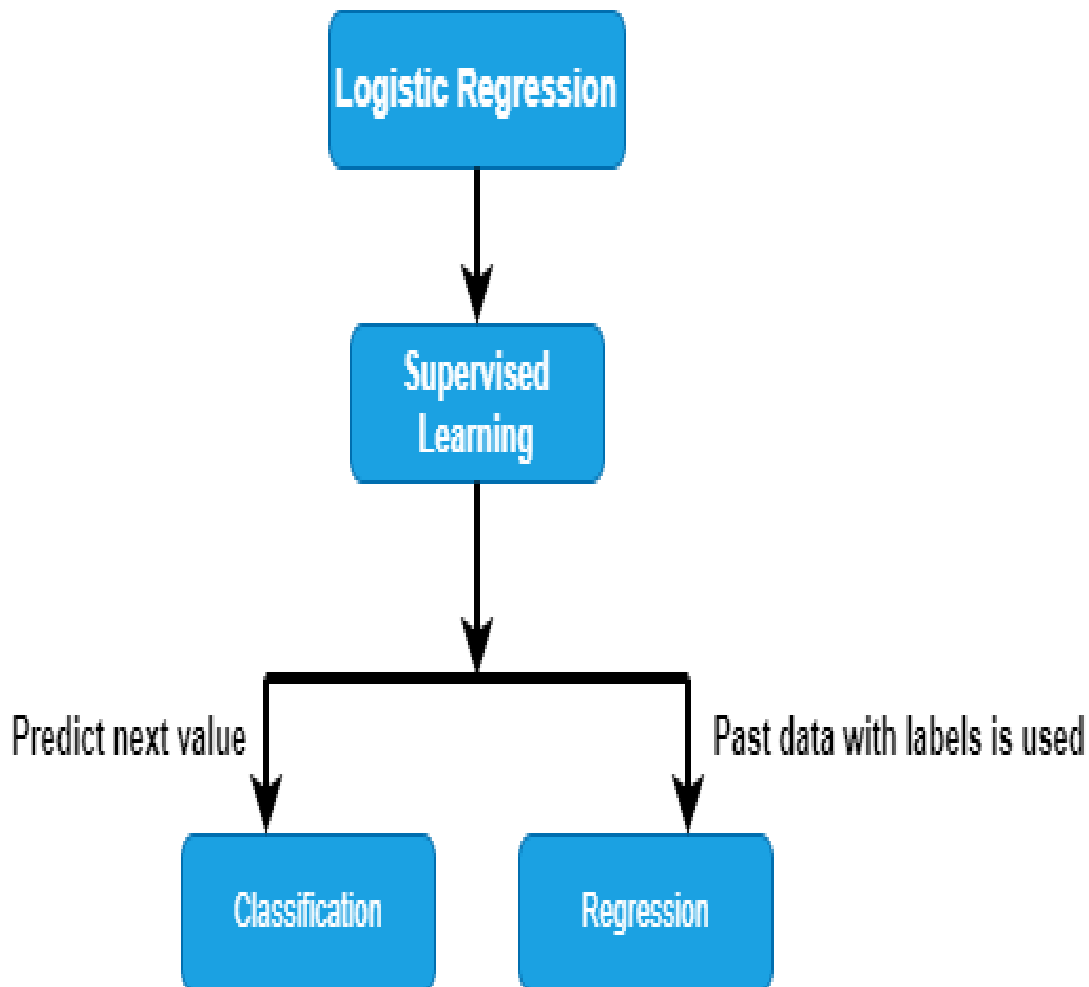 Logistic Regression
Supervised
Learning
Predict next value
Past data with labels is used
Classification
Regression